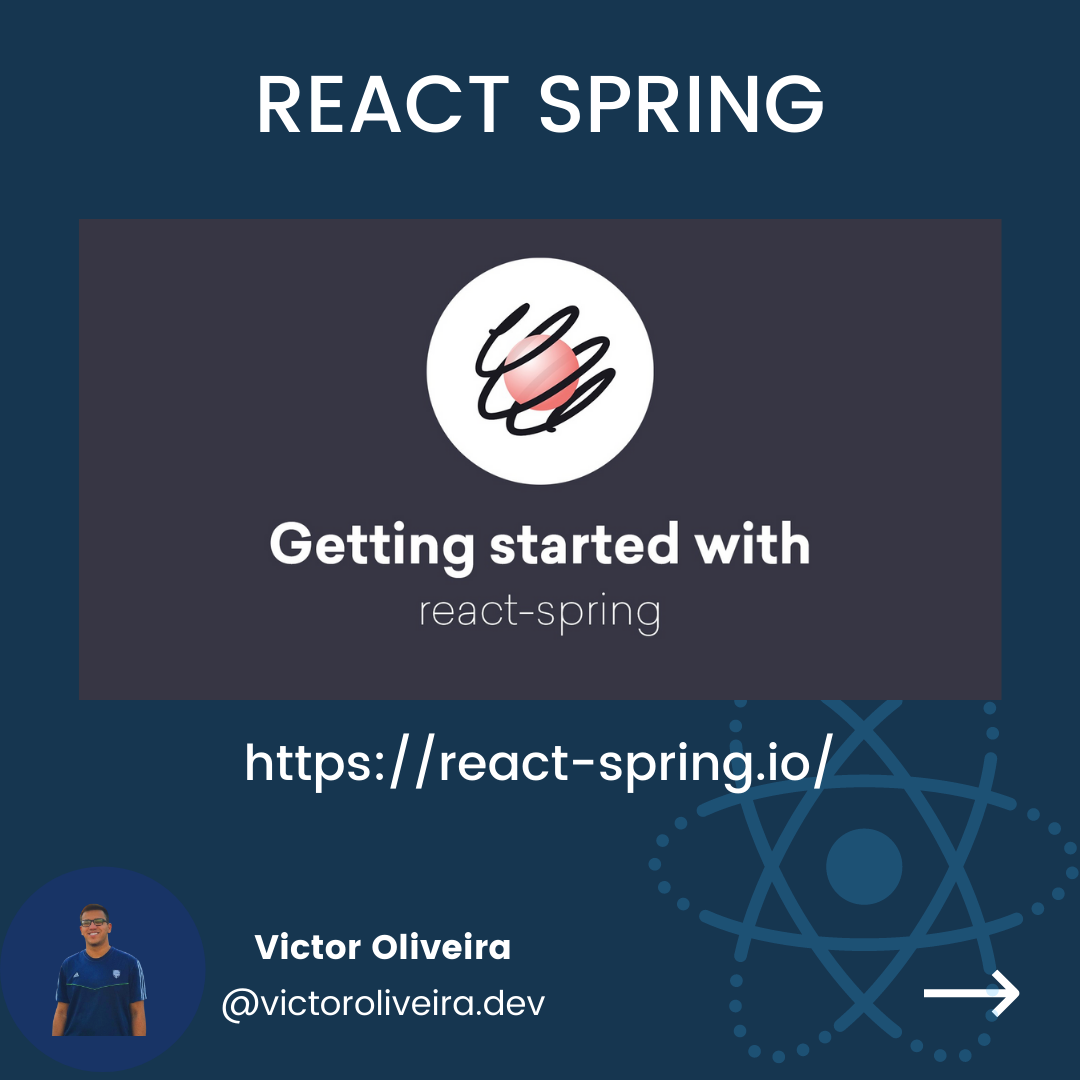 REACT SPRING
Getting started with
react-spring
https://react-spring.io/
Victor Oliveira
@victoroliveira.dev